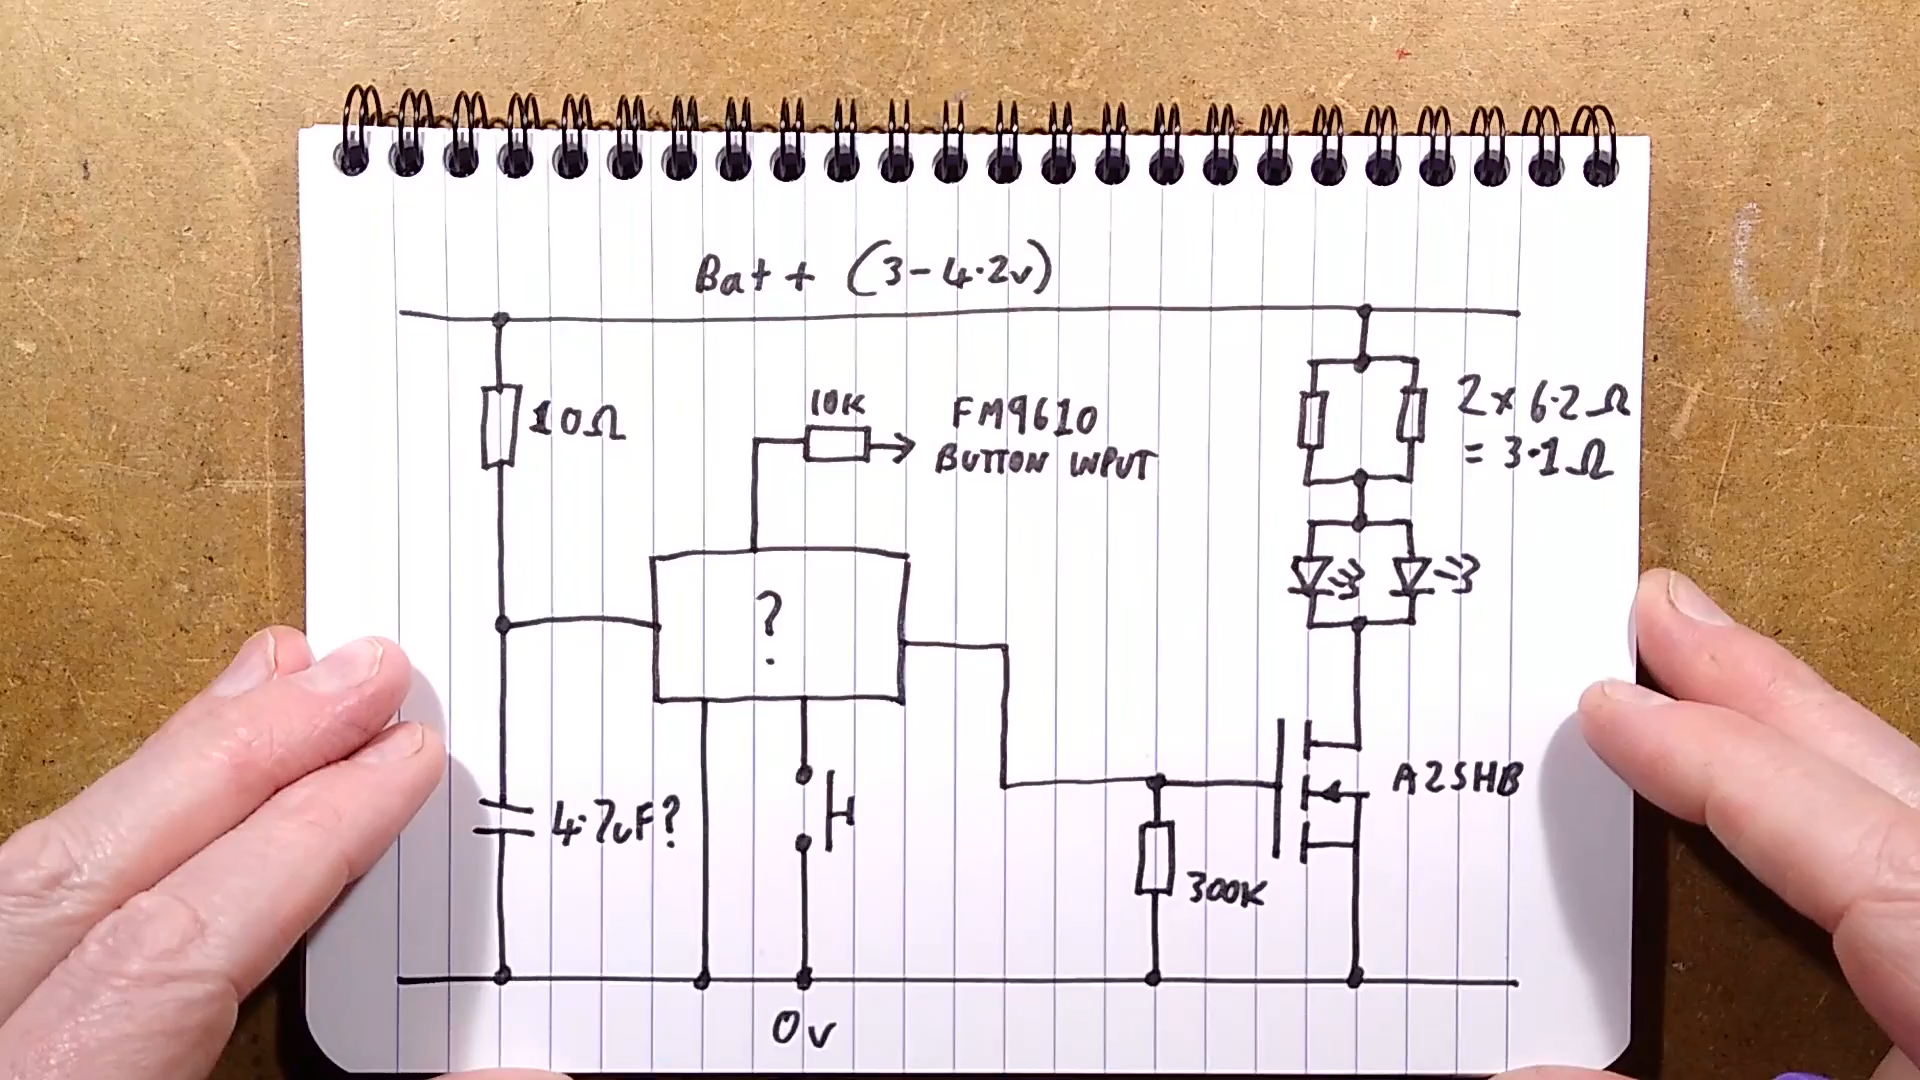 Bat + (3-4.2v)
10Ω
10K
FM9610
BUTTON INPUT
2 x 6.2Ω
= 3.1Ω
?
4.7uF?
A2SHB
300K
0v